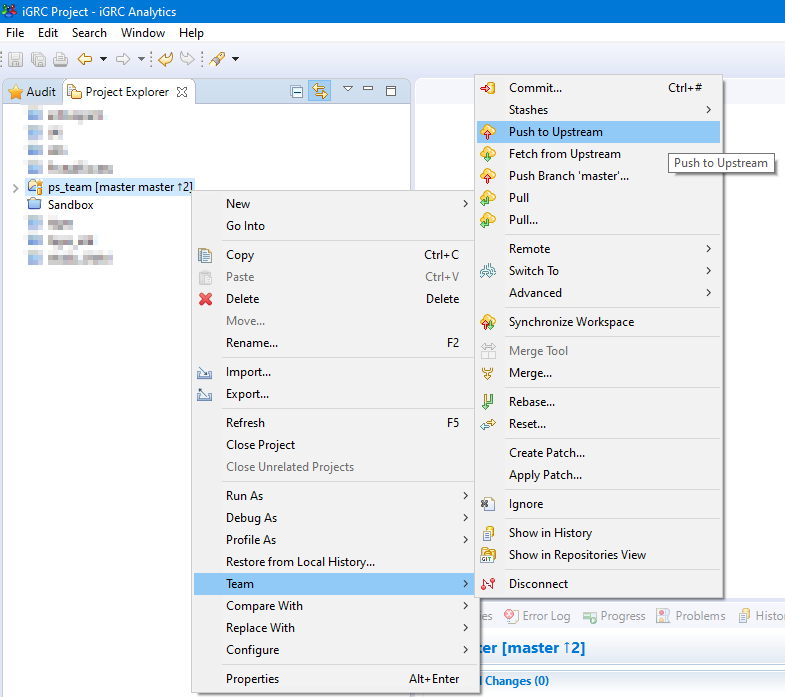 iGRC Project - iGRC Analytics
File Edit Search Window Help
Audit Project Explorer
ps_team [master master ↑2]
Sandbox
New
Go Into
Copy Ctrl+C
Paste Ctrl+V
Delete Delete
Move...
Rename... F2
Import...
Export...
Refresh F5
Close Project
Close Unrelated Projects
Run As
Debug As
Profile As
Restore from Local History...
Team
Compare With
Replace With
Configure
Properties Alt+Enter
Commit... Ctrl+#
Stashes
Push to Upstream
Fetch from Upstream
Push to Upstream
Push Branch 'master'...
Pull
Pull...
Remote
Switch To
Advanced
Synchronize Workspace
Merge Tool
Merge...
Rebase...
Reset...
Create Patch...
Apply Patch...
Ignore
Show in History
GIT Show in Repositories View
Disconnect
Error Log Progress Problems Histo
[master ↑2]
Changes (0)